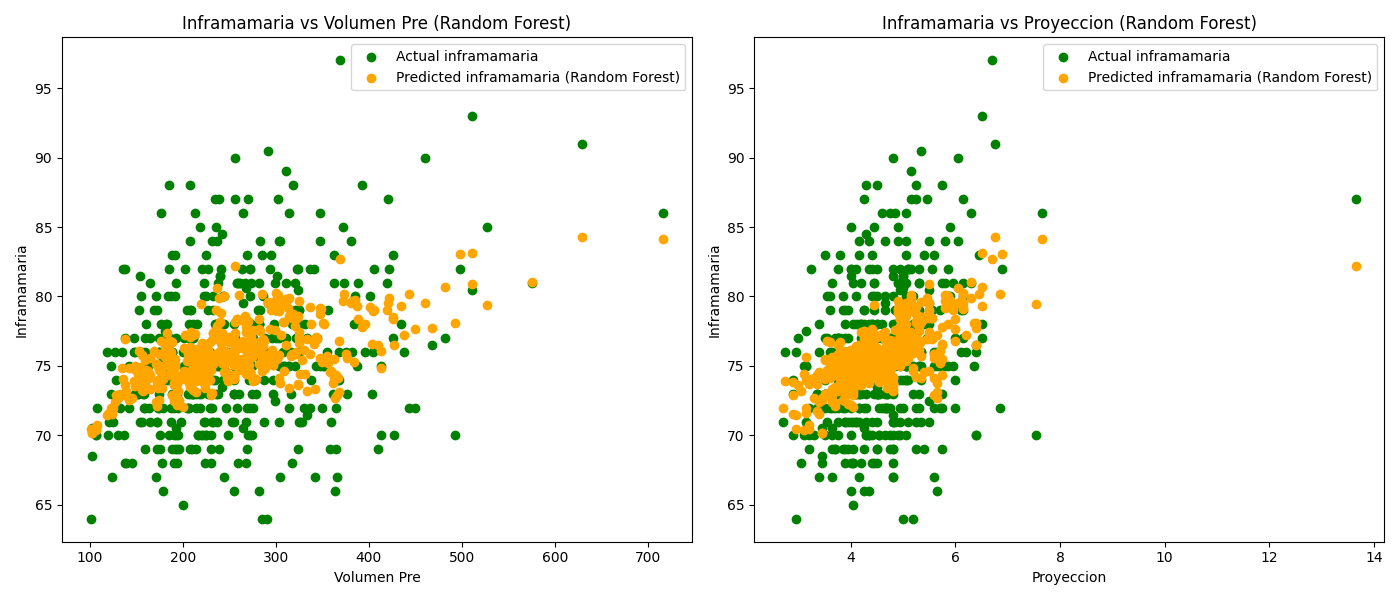 Inframamaria vs Volumen Pre (Random Forest)
Actual inframamaria
Predicted inframamaria (Random Forest)
Inframamaria
95
90
85
80
75
70
65
100 200 300 400 500 600 700
Volumen Pre
Inframamaria vs Proyeccion (Random Forest)
Actual inframamaria
Predicted inframamaria (Random Forest)
Inframamaria
95
90
85
80
75
70
65
4 6 8 10 12 14
Proyeccion